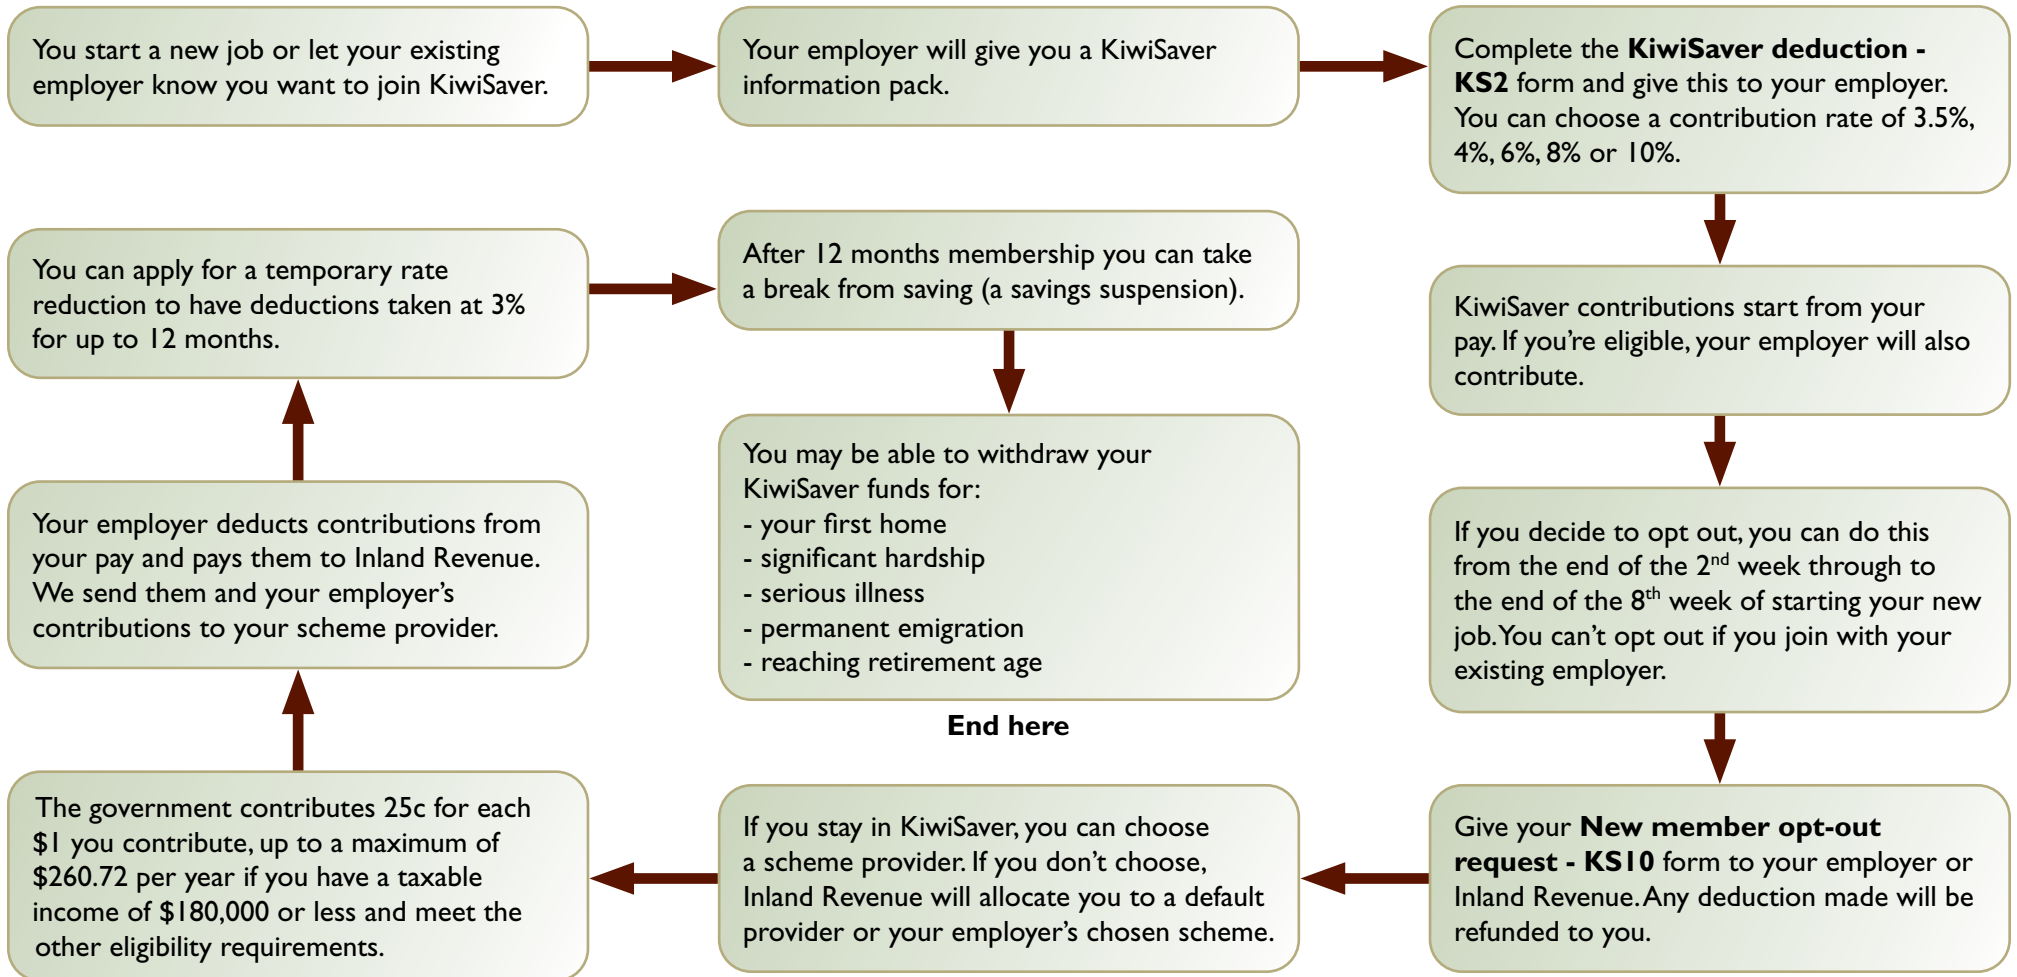 You start a new job or let your existing
employer know you want to join KiwiSaver.
Your employer will give you a KiwiSaver
information pack.
Complete the KiwiSaver deduction -
KS2 form and give this to your employer.
You can choose a contribution rate of 3.5%,
4%, 6%, 8% or 10%.
KiwiSaver contributions start from your
pay. If you’re eligible, your employer will also
contribute.
If you decide to opt out, you can do this
from the end of the 2nd week through to
the end of the 8th week of starting your new
job. You can’t opt out if you join with your
existing employer.
Give your New member opt-out
request - KS10 form to your employer or
Inland Revenue. Any deduction made will be
refunded to you.
If you stay in KiwiSaver, you can choose
a scheme provider. If you don’t choose,
Inland Revenue will allocate you to a default
provider or your employer’s chosen scheme.
The government contributes 25c for each
$1 you contribute, up to a maximum of
$260.72 per year if you have a taxable
income of $180,000 or less and meet the
other eligibility requirements.
Your employer deducts contributions from
your pay and pays them to Inland Revenue.
We send them and your employer’s
contributions to your scheme provider.
You can apply for a temporary rate
reduction to have deductions taken at 3%
for up to 12 months.
After 12 months membership you can take
a break from saving (a savings suspension).
You may be able to withdraw your
KiwiSaver funds for:
- your first home
- significant hardship
- serious illness
- permanent emigration
- reaching retirement age
End here